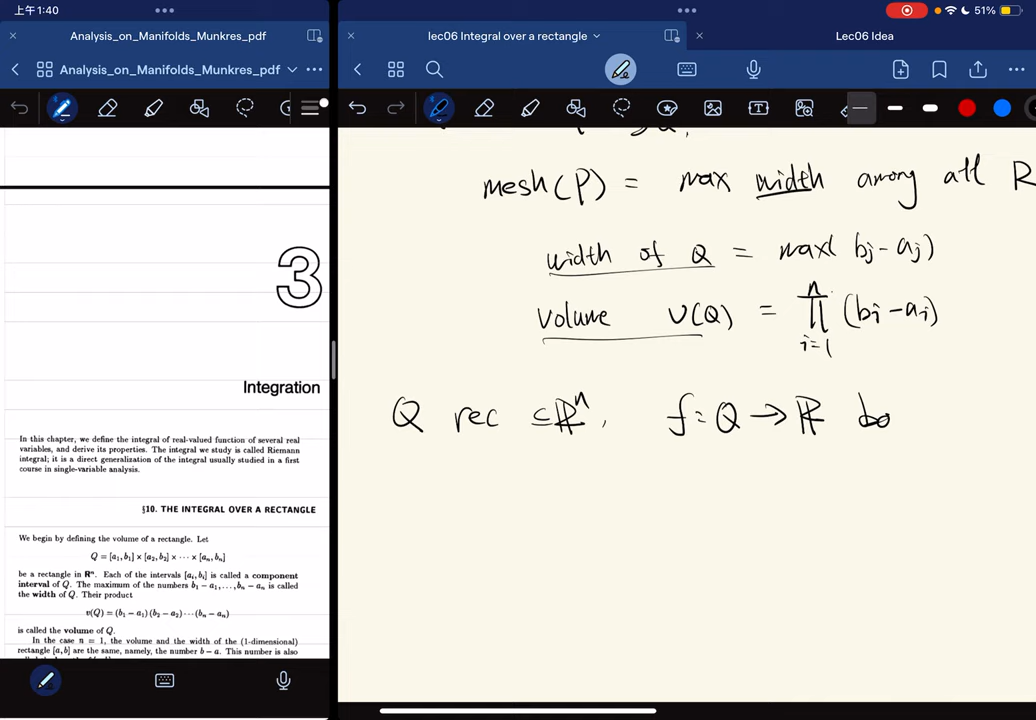 上午1:40
51%
Analysis_on_Manifolds_Munkres_pdf
Analysis_on_Manifolds_Munkres_pdf
3
Integration
In this chapter, we define the integral of real-valued function of several real
variables, and derive its properties. The integral we study is called Riemann
integral; it is a direct generalization of the integral usually studied in a first
course in single-variable analysis.
§10. THE INTEGRAL OVER A RECTANGLE
We begin by defining the volume of a rectangle. Let
Q = [a₁, b₁] × [a₂, b₂] × ··· × [aₙ, bₙ]
be a rectangle in Rⁿ. Each of the intervals [aᵢ, bᵢ] is called a component
interval of Q. The maximum of the numbers b₁ − a₁, . . . , bₙ − aₙ is called
the width of Q. Their product
v(Q) = (b₁ − a₁)(b₂ − a₂) ··· (bₙ − aₙ)
is called the volume of Q.
In the case n = 1, the volume and the width of the (1-dimensional)
rectangle [a, b] are the same, namely, the number b − a. This number is also
lec06 Integral over a rectangle
Lec06 Idea
mesh(P) = max width among all R
width of Q = max(bⱼ − aⱼ)
volume v(Q) = ∏ᵢ₌₁ⁿ (bᵢ − aᵢ)
Q rec ⊆ ℝⁿ, f: Q → ℝ bo